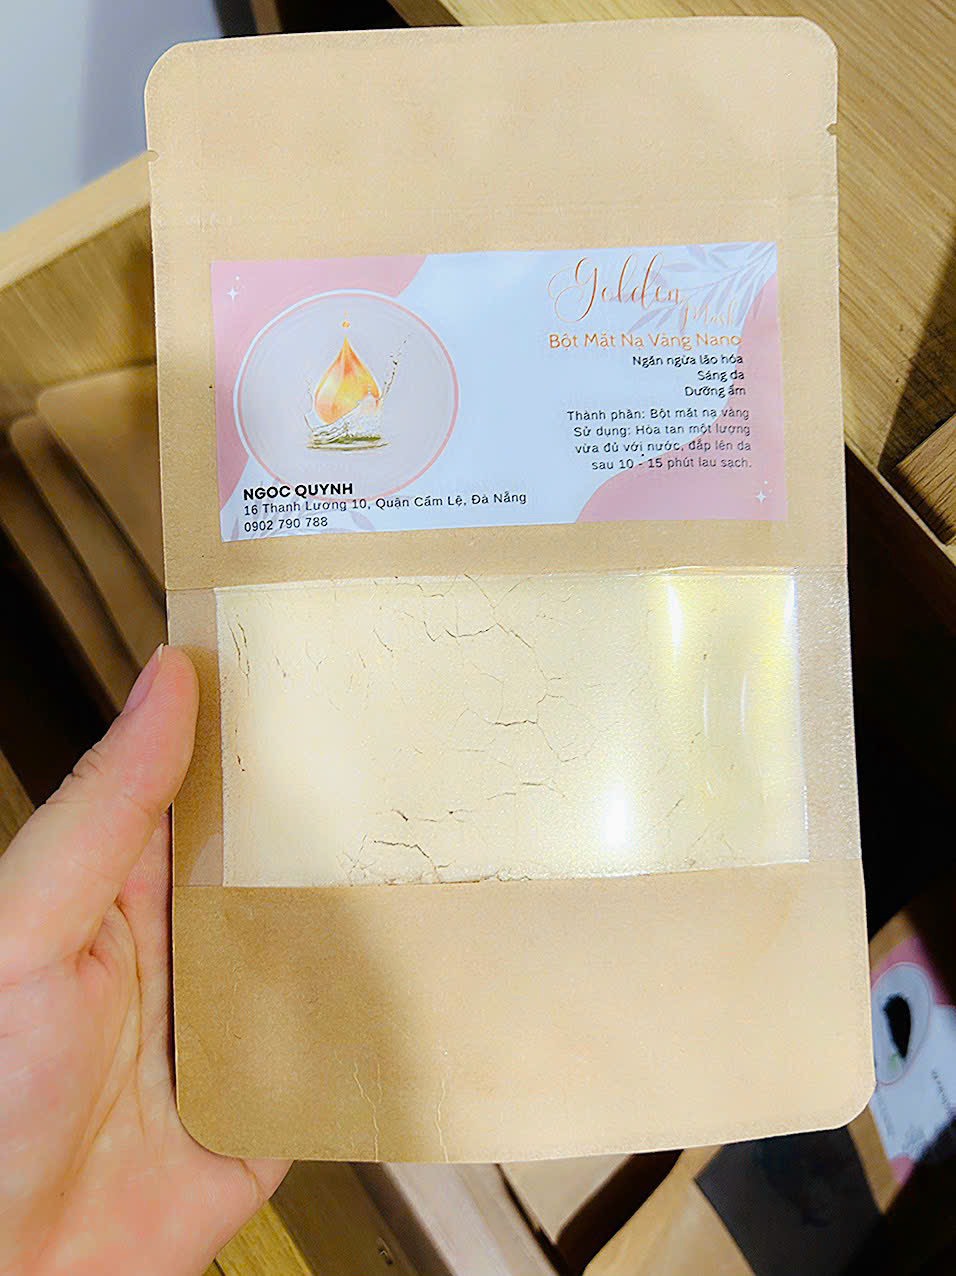 Golden
Mask
Bột Mặt Nạ Vàng Nano
Ngăn ngừa lão hóa
Sáng da
Dưỡng ẩm
Thành phần: Bột mặt nạ vàng
Sử dụng: Hòa tan một lượng
vừa đủ với nước, đắp lên da
sau 10 - 15 phút lau sạch.
NGOC QUYNH
16 Thanh Lương 10, Quận Cẩm Lệ, Đà Nẵng
0902 790 788